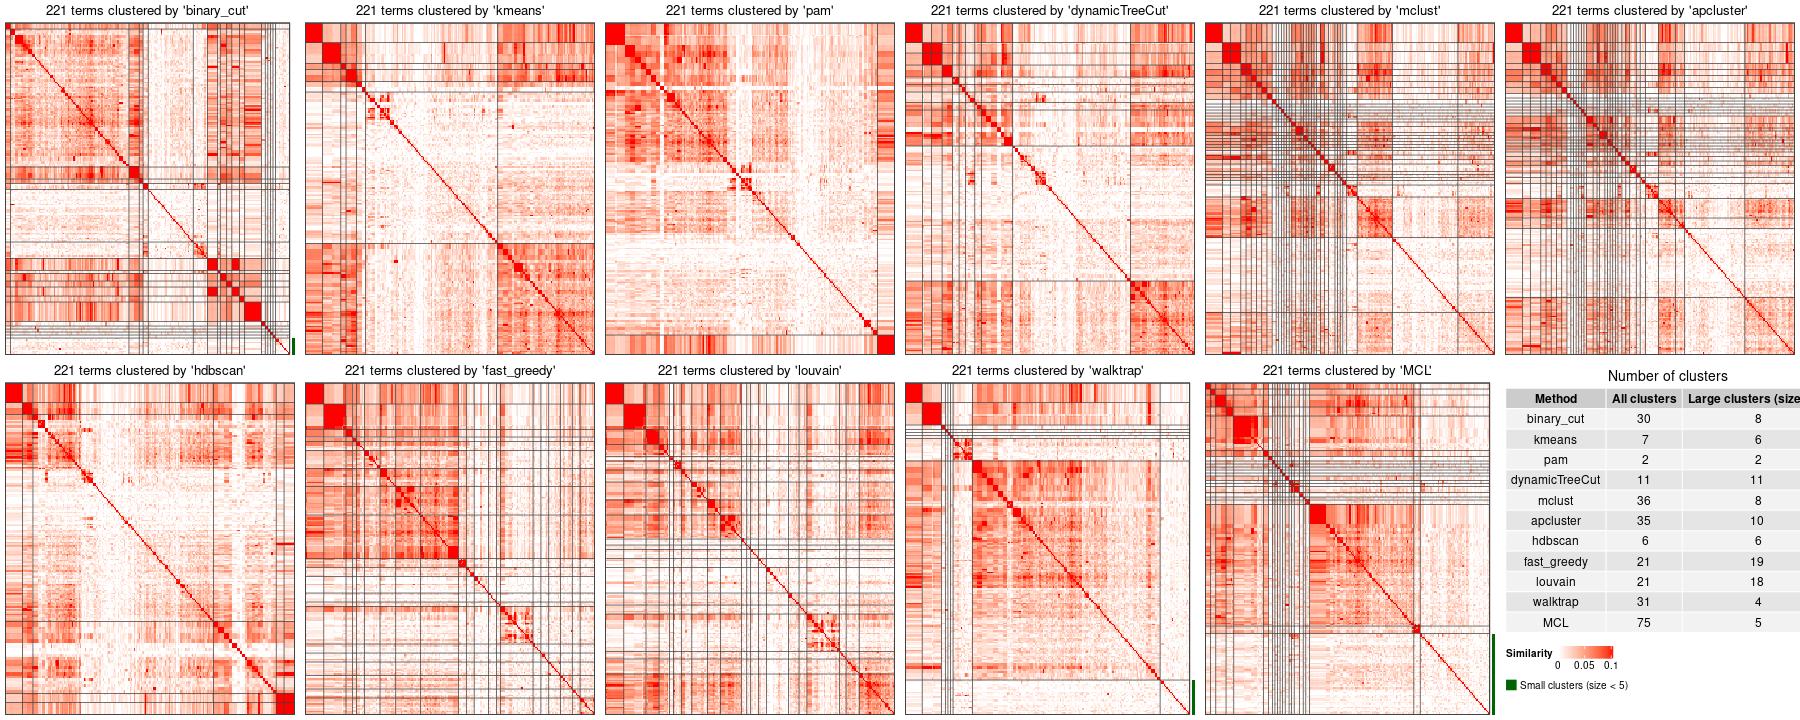 221 terms clustered by 'binary_cut'
221 terms clustered by 'kmeans'
221 terms clustered by 'pam'
221 terms clustered by 'dynamicTreeCut'
221 terms clustered by 'mclust'
221 terms clustered by 'apcluster'
221 terms clustered by 'hdbscan'
221 terms clustered by 'fast_greedy'
221 terms clustered by 'louvain'
221 terms clustered by 'walktrap'
221 terms clustered by 'MCL'
Number of clusters
Method All clusters Large clusters (size
binary_cut 30 8
kmeans 7 6
pam 2 2
dynamicTreeCut 11 11
mclust 36 8
apcluster 35 10
hdbscan 6 6
fast_greedy 21 19
louvain 21 18
walktrap 31 4
MCL 75 5
Similarity
0 0.05 0.1
Small clusters (size < 5)